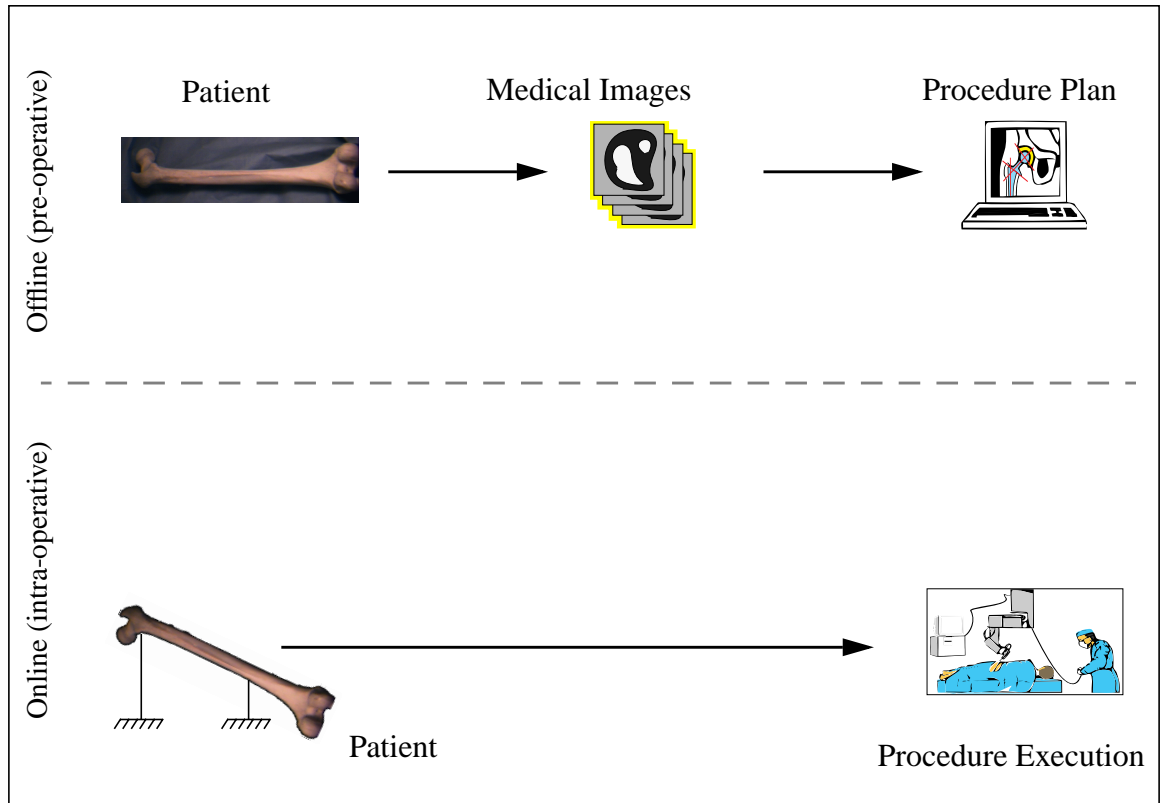 Offline (pre-operative)
Patient
Medical Images
Procedure Plan
Online (intra-operative)
Patient
Procedure Execution